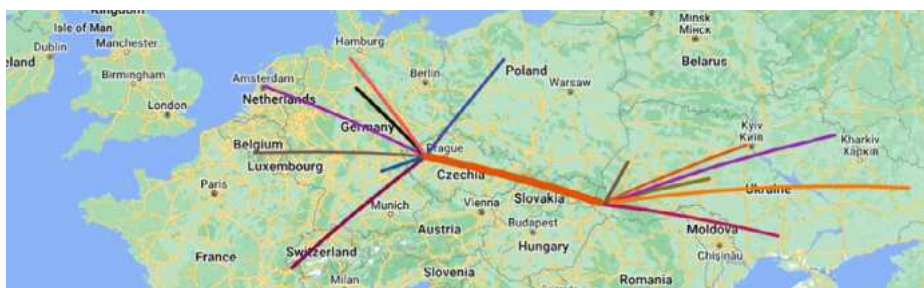 Kingdom
Isle of Man
Dublin
Manchester
eland
Birmingham
London
Hamburg
Amsterdam
Netherlands
Berlin
Poland
Warsaw
Minsk
Мінск
Belarus
Germany
Belgium
Luxembourg
Prague
Czechia
Kyiv
Київ
Kharkiv
Харків
Ukraine
Paris
Munich
Vienna
Slovakia
Budapest
Austria
Hungary
Moldova
Chișinău
France
Switzerland
Milan
Slovenia
Romania